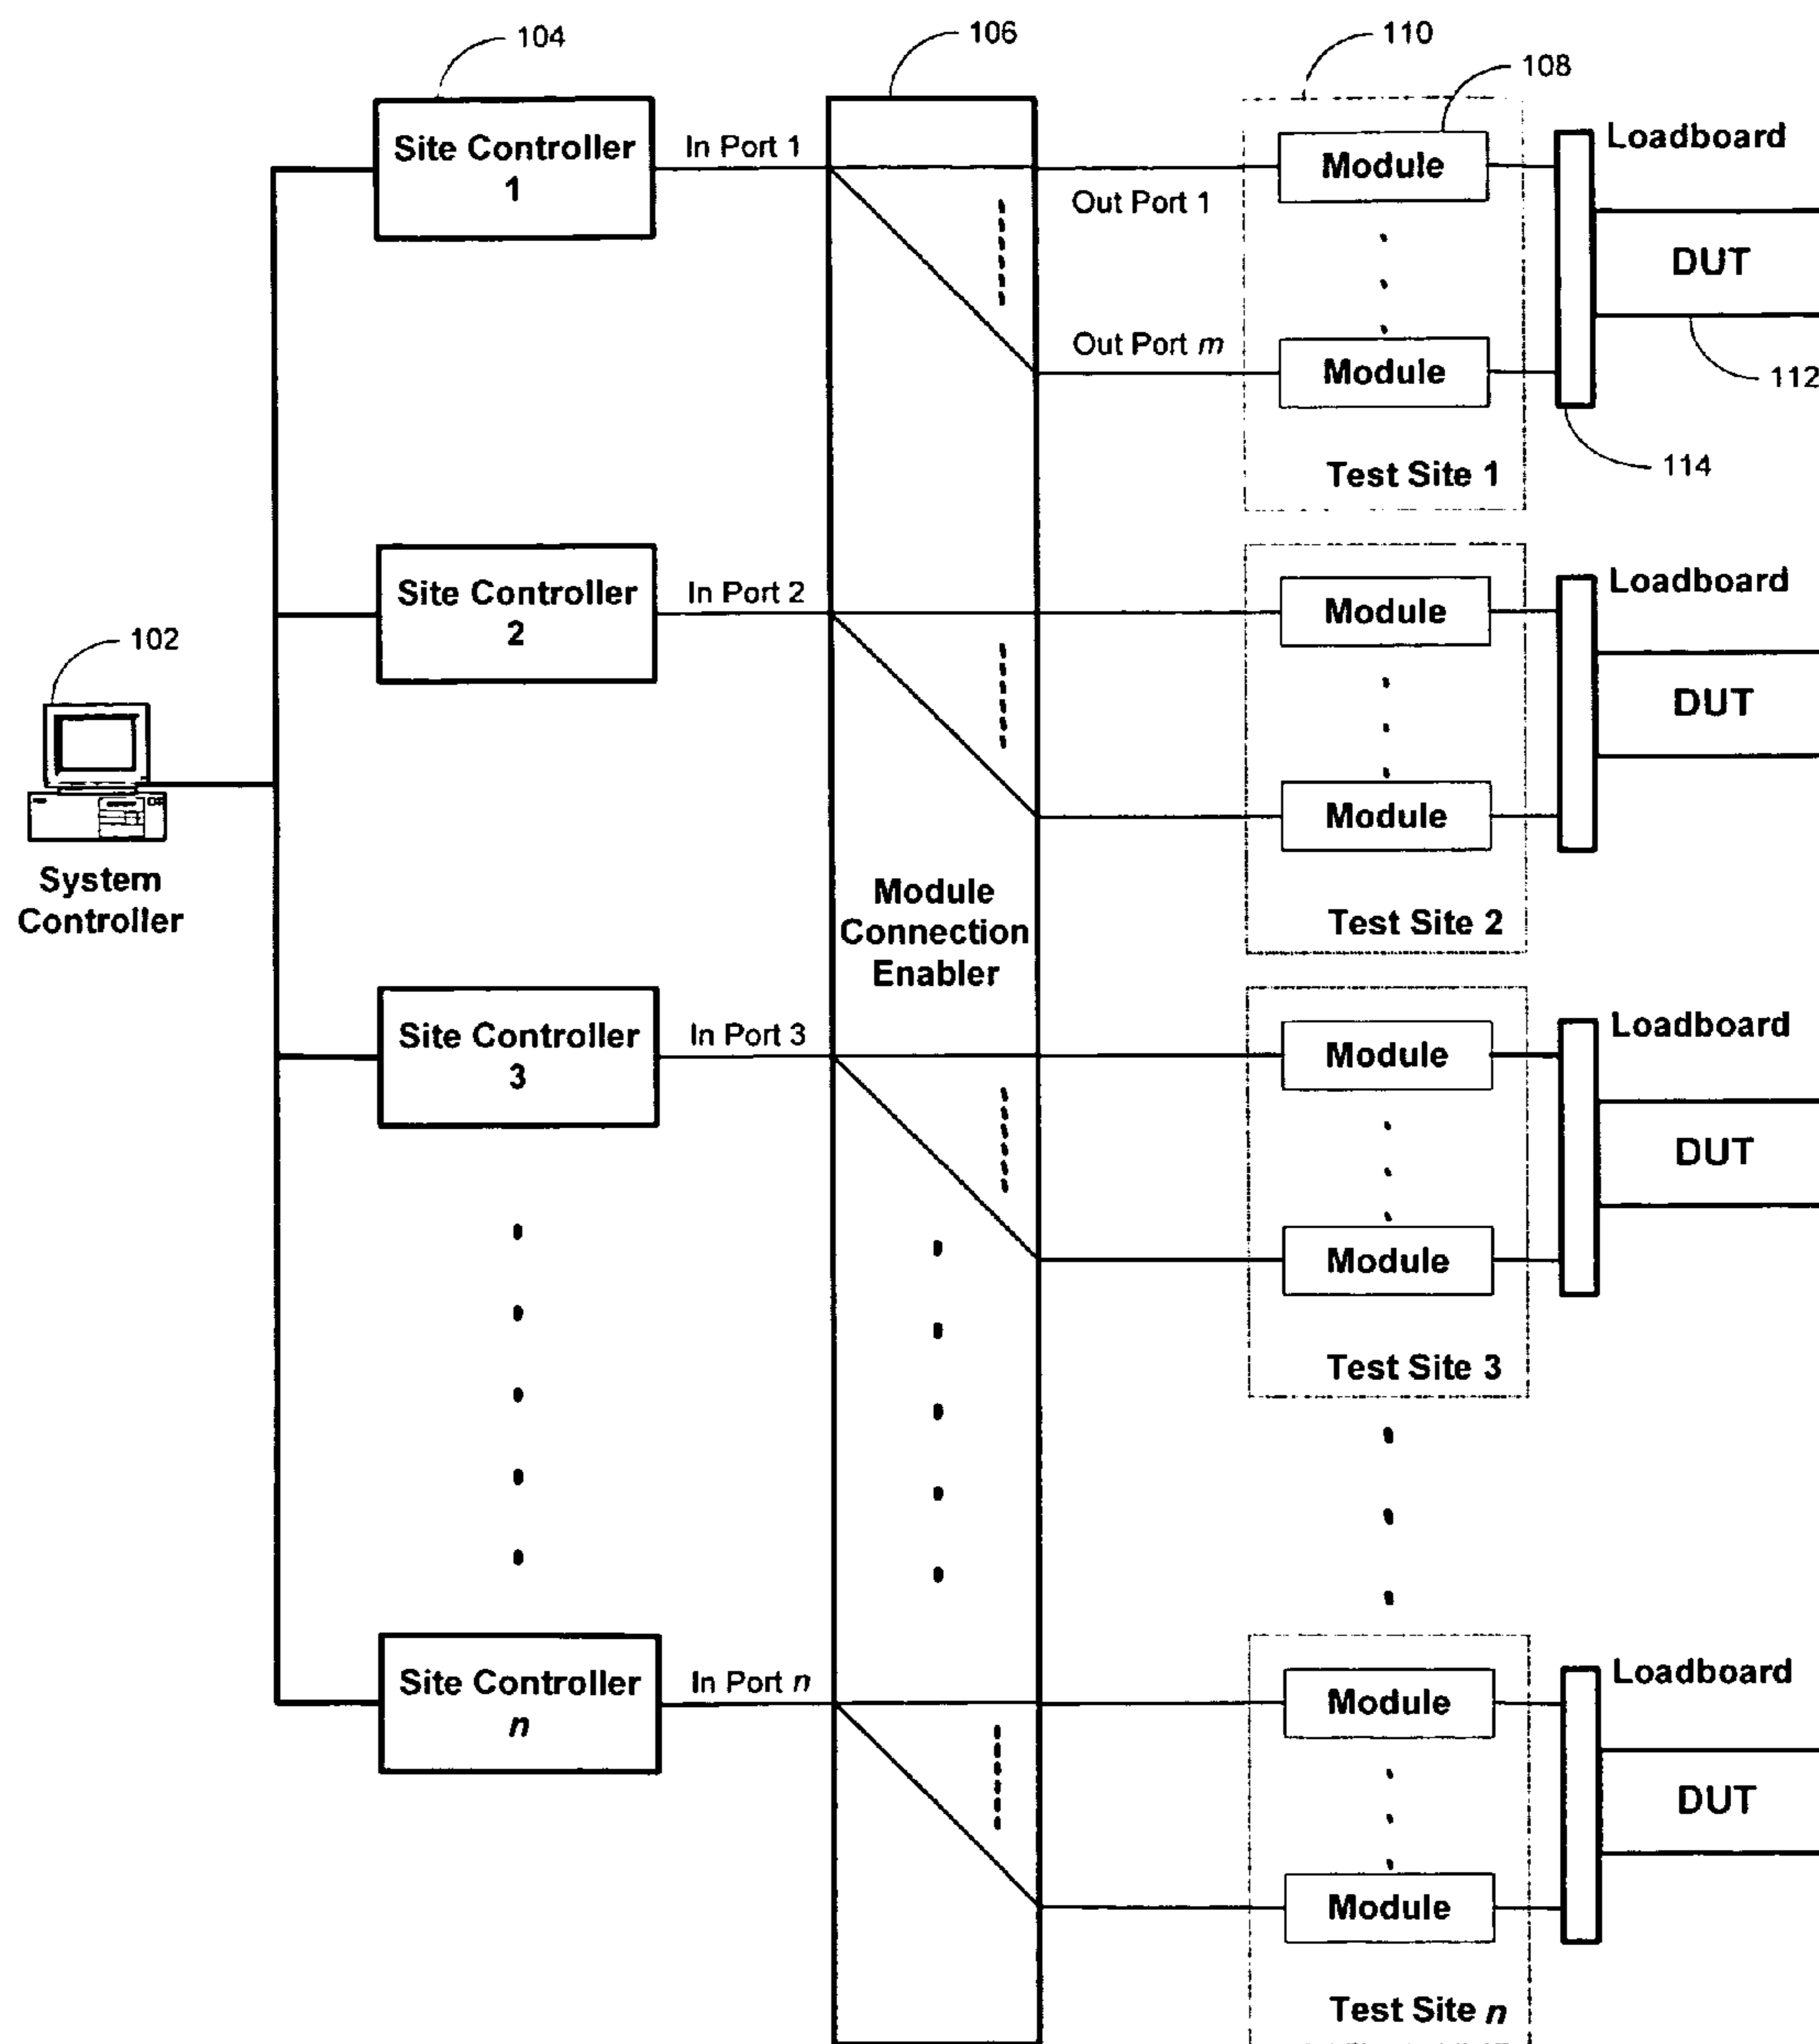 104
106
110
108
Site Controller
1
In Port 1
Out Port 1
Out Port m
Module
Module
Test Site 1
Loadboard
DUT
112
114
Site Controller
2
In Port 2
Module
Module
Test Site 2
Loadboard
DUT
102
System
Controller
Module
Connection
Enabler
Site Controller
3
In Port 3
Module
Module
Test Site 3
Loadboard
DUT
Site Controller
n
In Port n
Module
Module
Test Site n
Loadboard
DUT